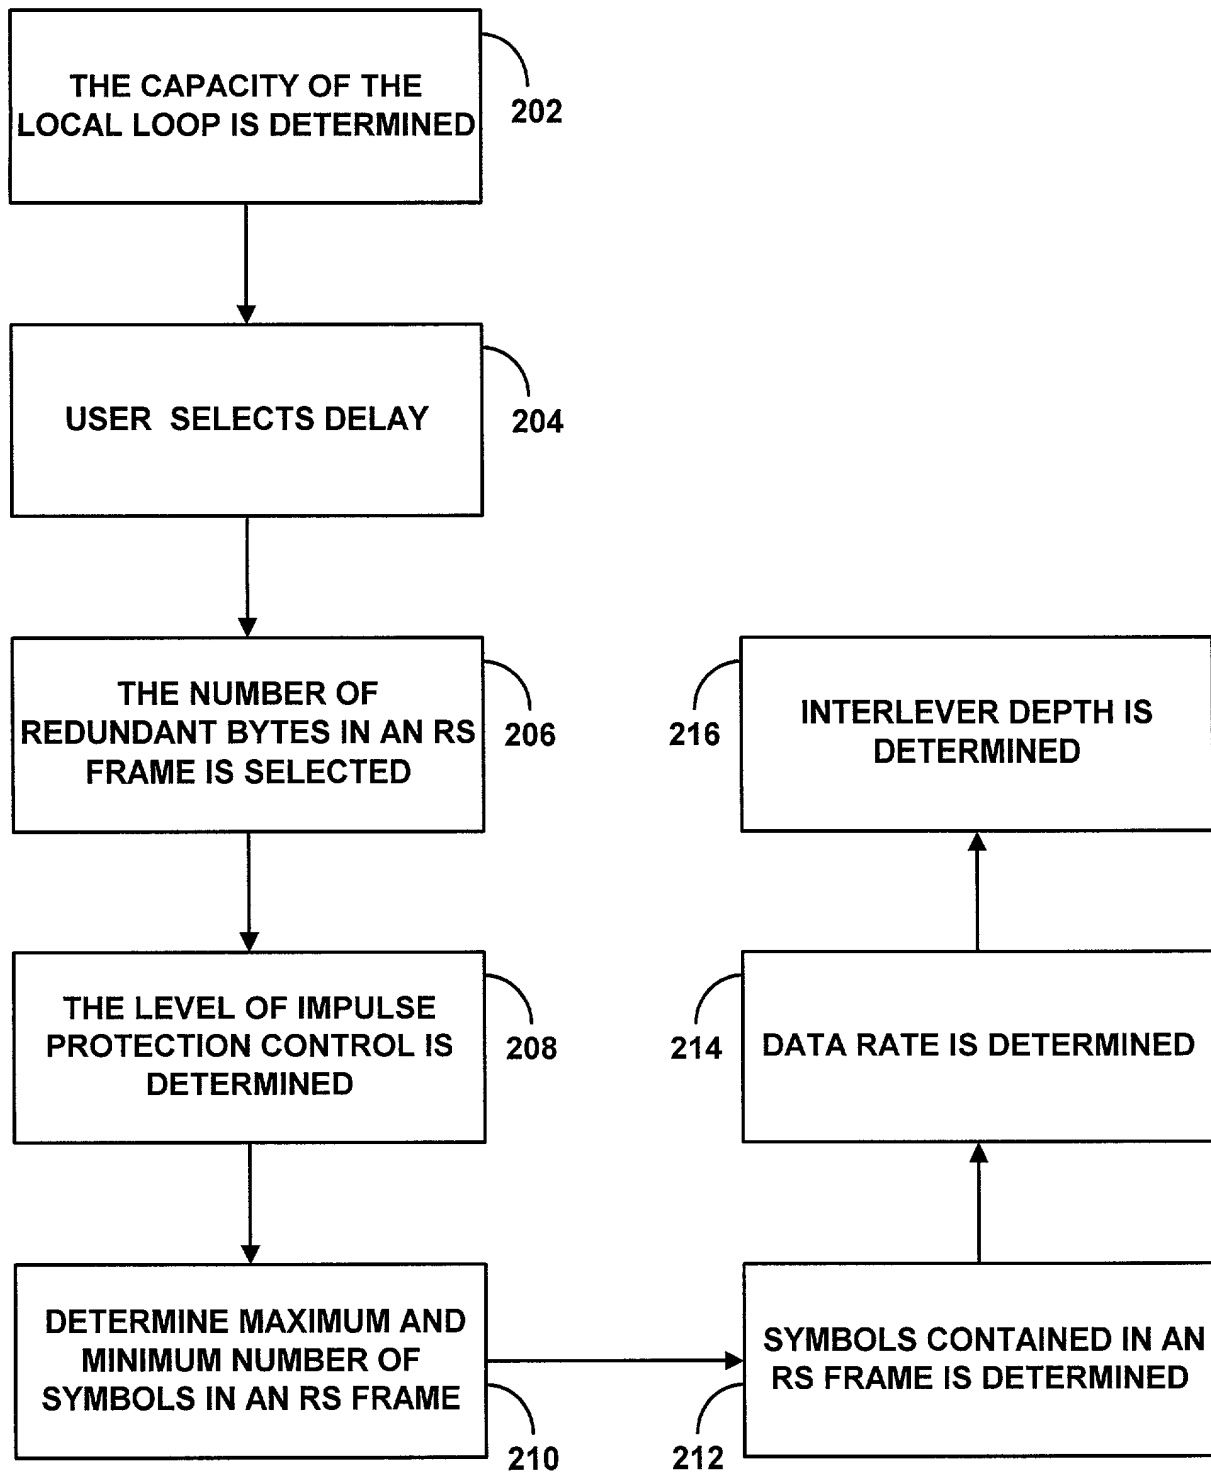 THE CAPACITY OF THE
LOCAL LOOP IS DETERMINED
202
USER SELECTS DELAY
204
THE NUMBER OF
REDUNDANT BYTES IN AN RS
FRAME IS SELECTED
206
THE LEVEL OF IMPULSE
PROTECTION CONTROL IS
DETERMINED
208
DETERMINE MAXIMUM AND
MINIMUM NUMBER OF
SYMBOLS IN AN RS FRAME
210
SYMBOLS CONTAINED IN AN
RS FRAME IS DETERMINED
212
DATA RATE IS DETERMINED
214
INTERLEVER DEPTH IS
DETERMINED
216